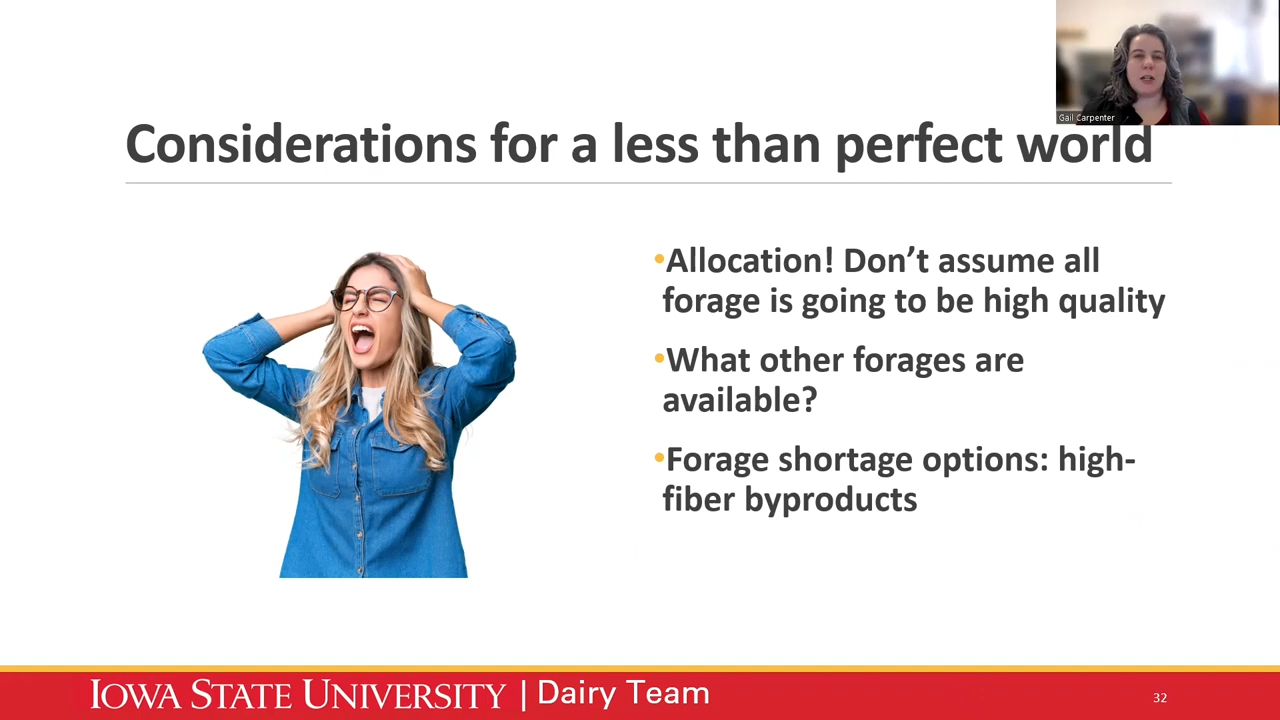 Gail Carpenter
Considerations for a less than perfect world
•Allocation! Don’t assume all
forage is going to be high quality
•What other forages are
available?
•Forage shortage options: high-
fiber byproducts
IOWA STATE UNIVERSITY | Dairy Team
32